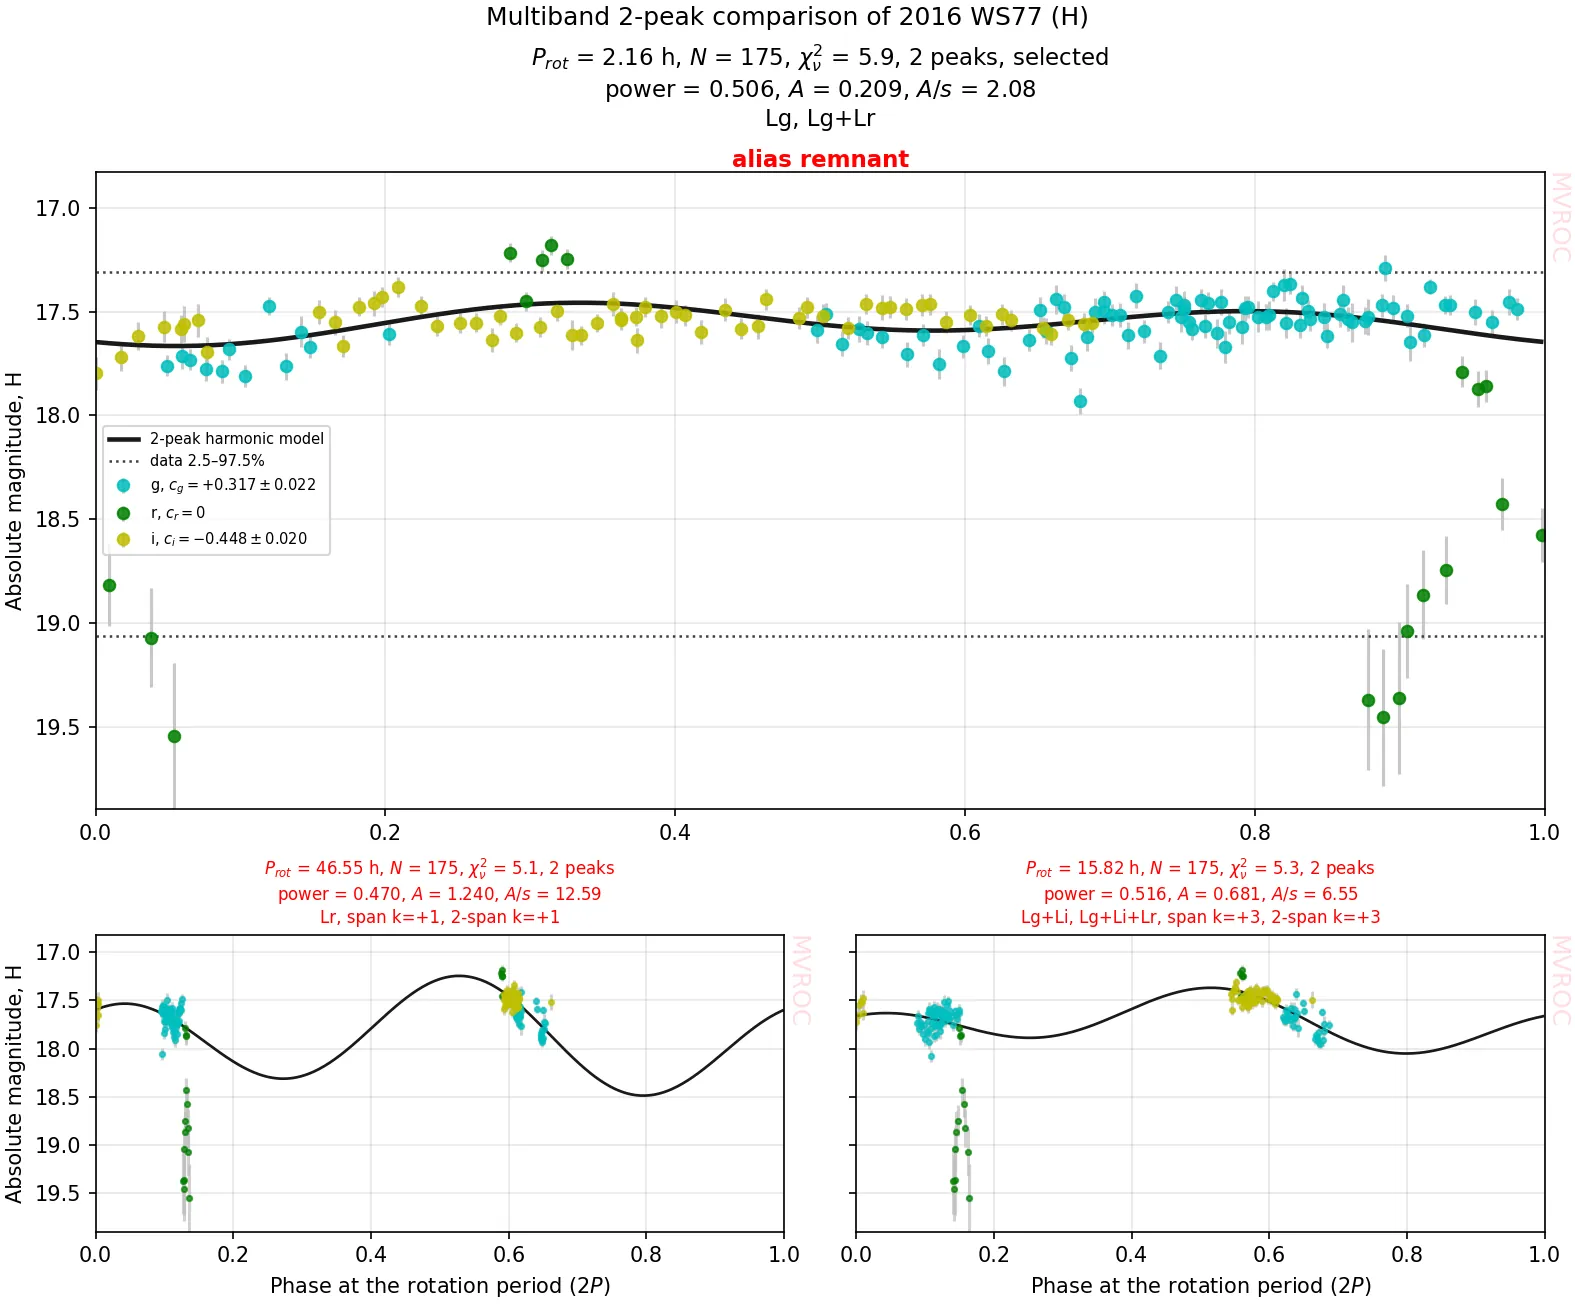 Multiband 2-peak comparison of 2016 WS77 (H)
P_rot = 2.16 h, N = 175, χ²_ν = 5.9, 2 peaks, selected
power = 0.506, A = 0.209, A/s = 2.08
Lg, Lg+Lr
alias remnant
MVROC
Absolute magnitude, H
17.0
17.5
18.0
18.5
19.0
19.5
2-peak harmonic model
data 2.5–97.5%
g, c_g = +0.317 ± 0.022
r, c_r = 0
i, c_i = −0.448 ± 0.020
0.0 0.2 0.4 0.6 0.8 1.0
P_rot = 46.55 h, N = 175, χ²_ν = 5.1, 2 peaks
power = 0.470, A = 1.240, A/s = 12.59
Lr, span k=+1, 2-span k=+1
MVROC
Absolute magnitude, H
17.0
17.5
18.0
18.5
19.0
19.5
0.0 0.2 0.4 0.6 0.8 1.0
Phase at the rotation period (2P)
P_rot = 15.82 h, N = 175, χ²_ν = 5.3, 2 peaks
power = 0.516, A = 0.681, A/s = 6.55
Lg+Li, Lg+Li+Lr, span k=+3, 2-span k=+3
MVROC
0.0 0.2 0.4 0.6 0.8 1.0
Phase at the rotation period (2P)